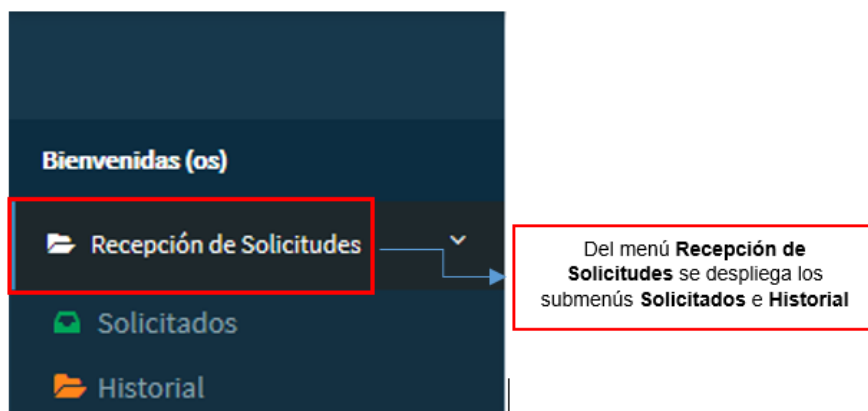 Bienvenidas (os)
Recepción de Solicitudes
Solicitados
Historial
Del menú Recepción de
Solicitudes se despliega los
submenús Solicitados e Historial